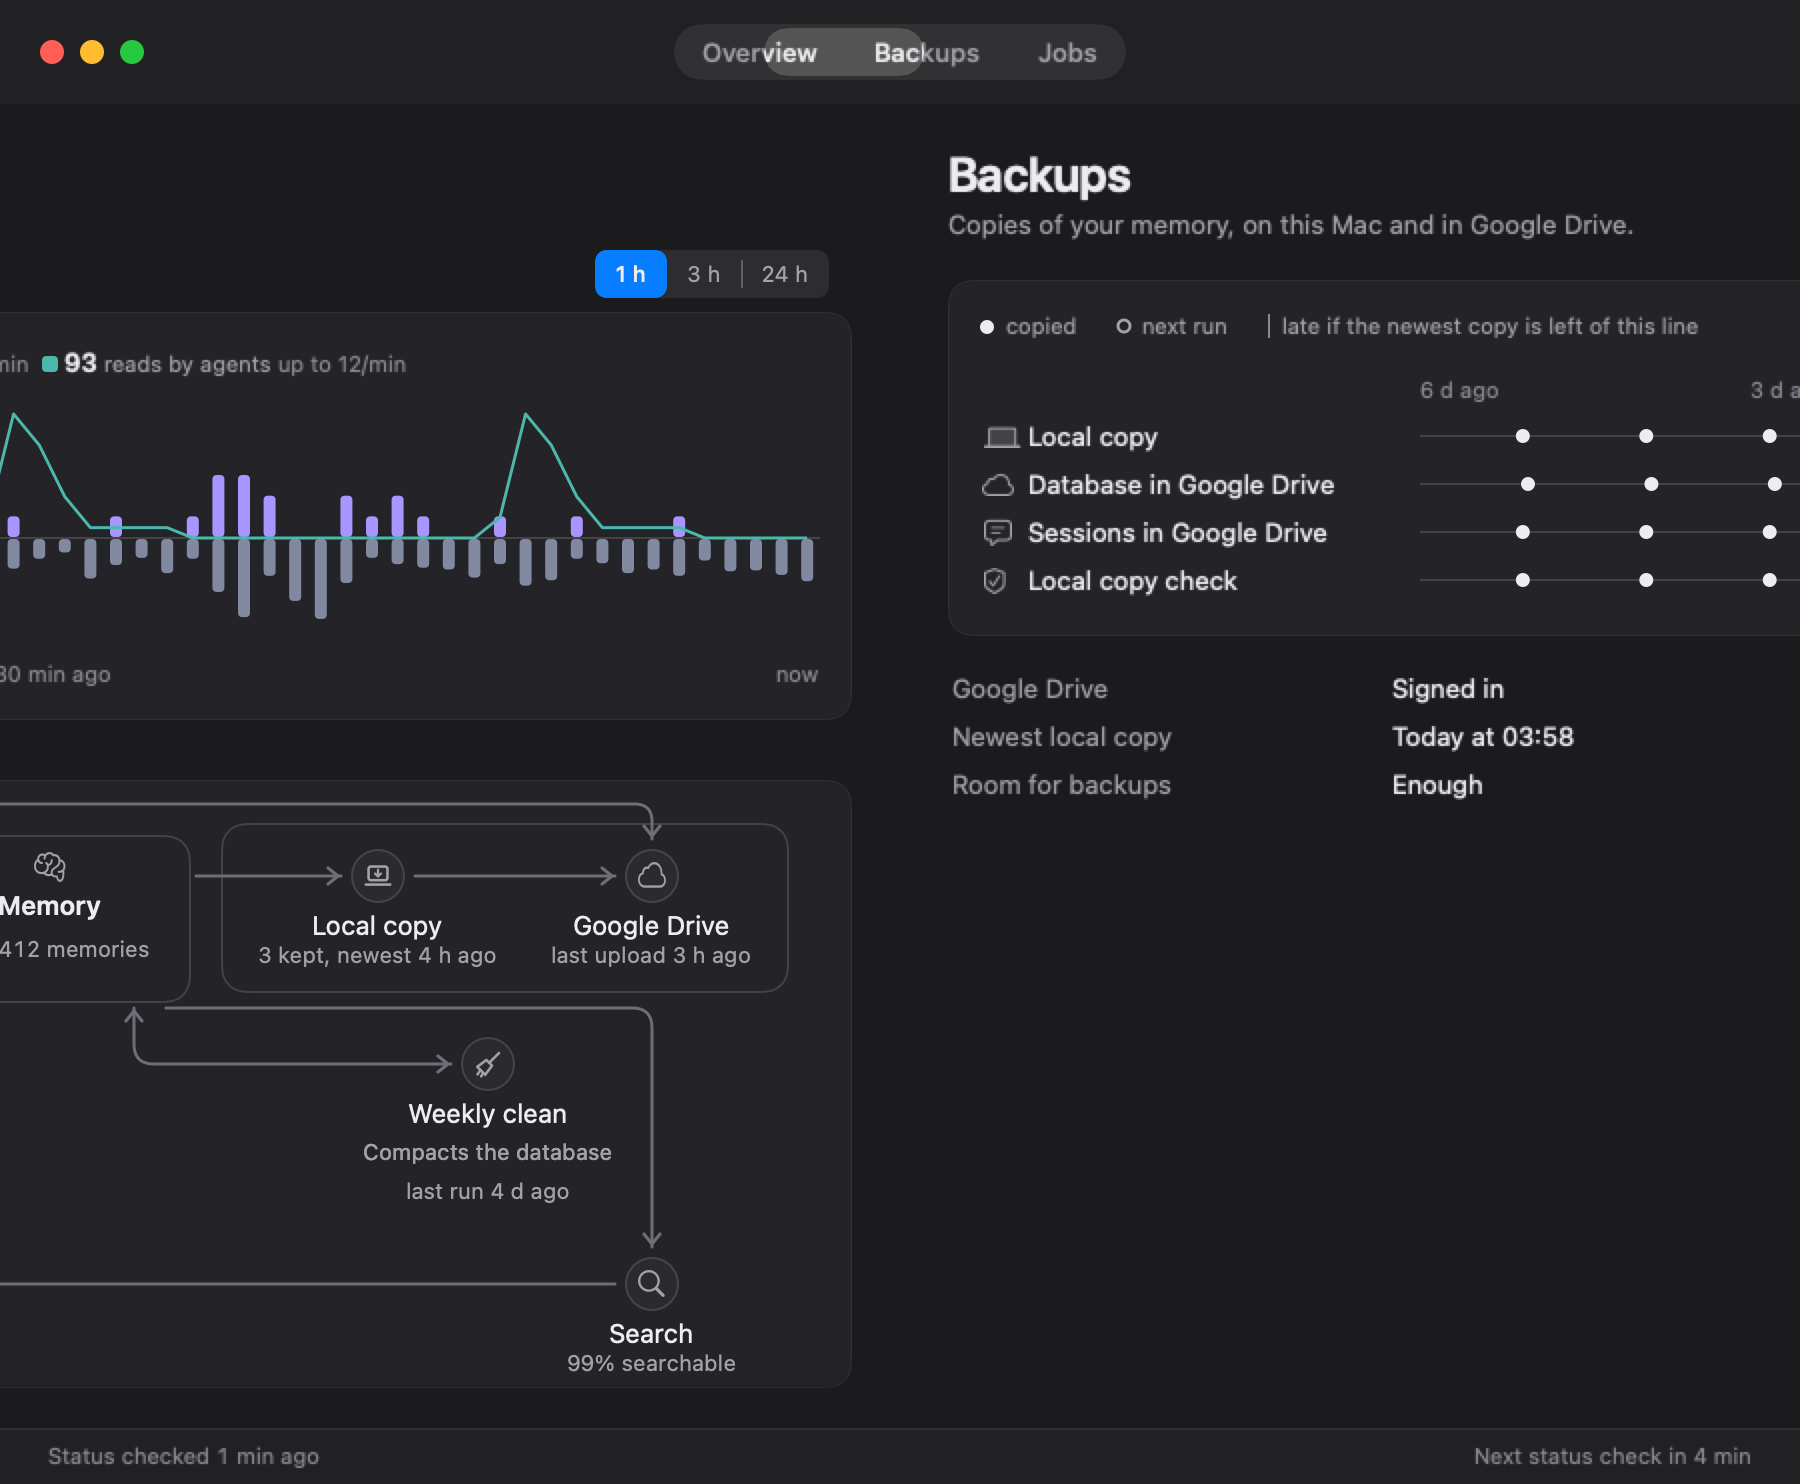 Overview Backups Jobs
Backups
Copies of your memory, on this Mac and in Google Drive.
1 h 3 h 24 h
93 reads by agents up to 12/min
30 min ago now
copied next run late if the newest copy is left of this line
6 d ago 3 d a
Local copy
Database in Google Drive
Sessions in Google Drive
Local copy check
Google Drive Signed in
Newest local copy Today at 03:58
Room for backups Enough
Memory
412 memories
Local copy
3 kept, newest 4 h ago
Google Drive
last upload 3 h ago
Weekly clean
Compacts the database
last run 4 d ago
Search
99% searchable
Status checked 1 min ago
Next status check in 4 min